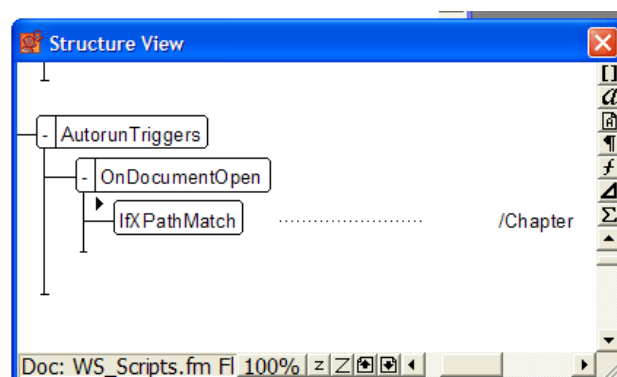 Structure View
AutorunTriggers
OnDocumentOpen
IfXPathMatch /Chapter
Doc: WS_Scripts.fm Fl 100%